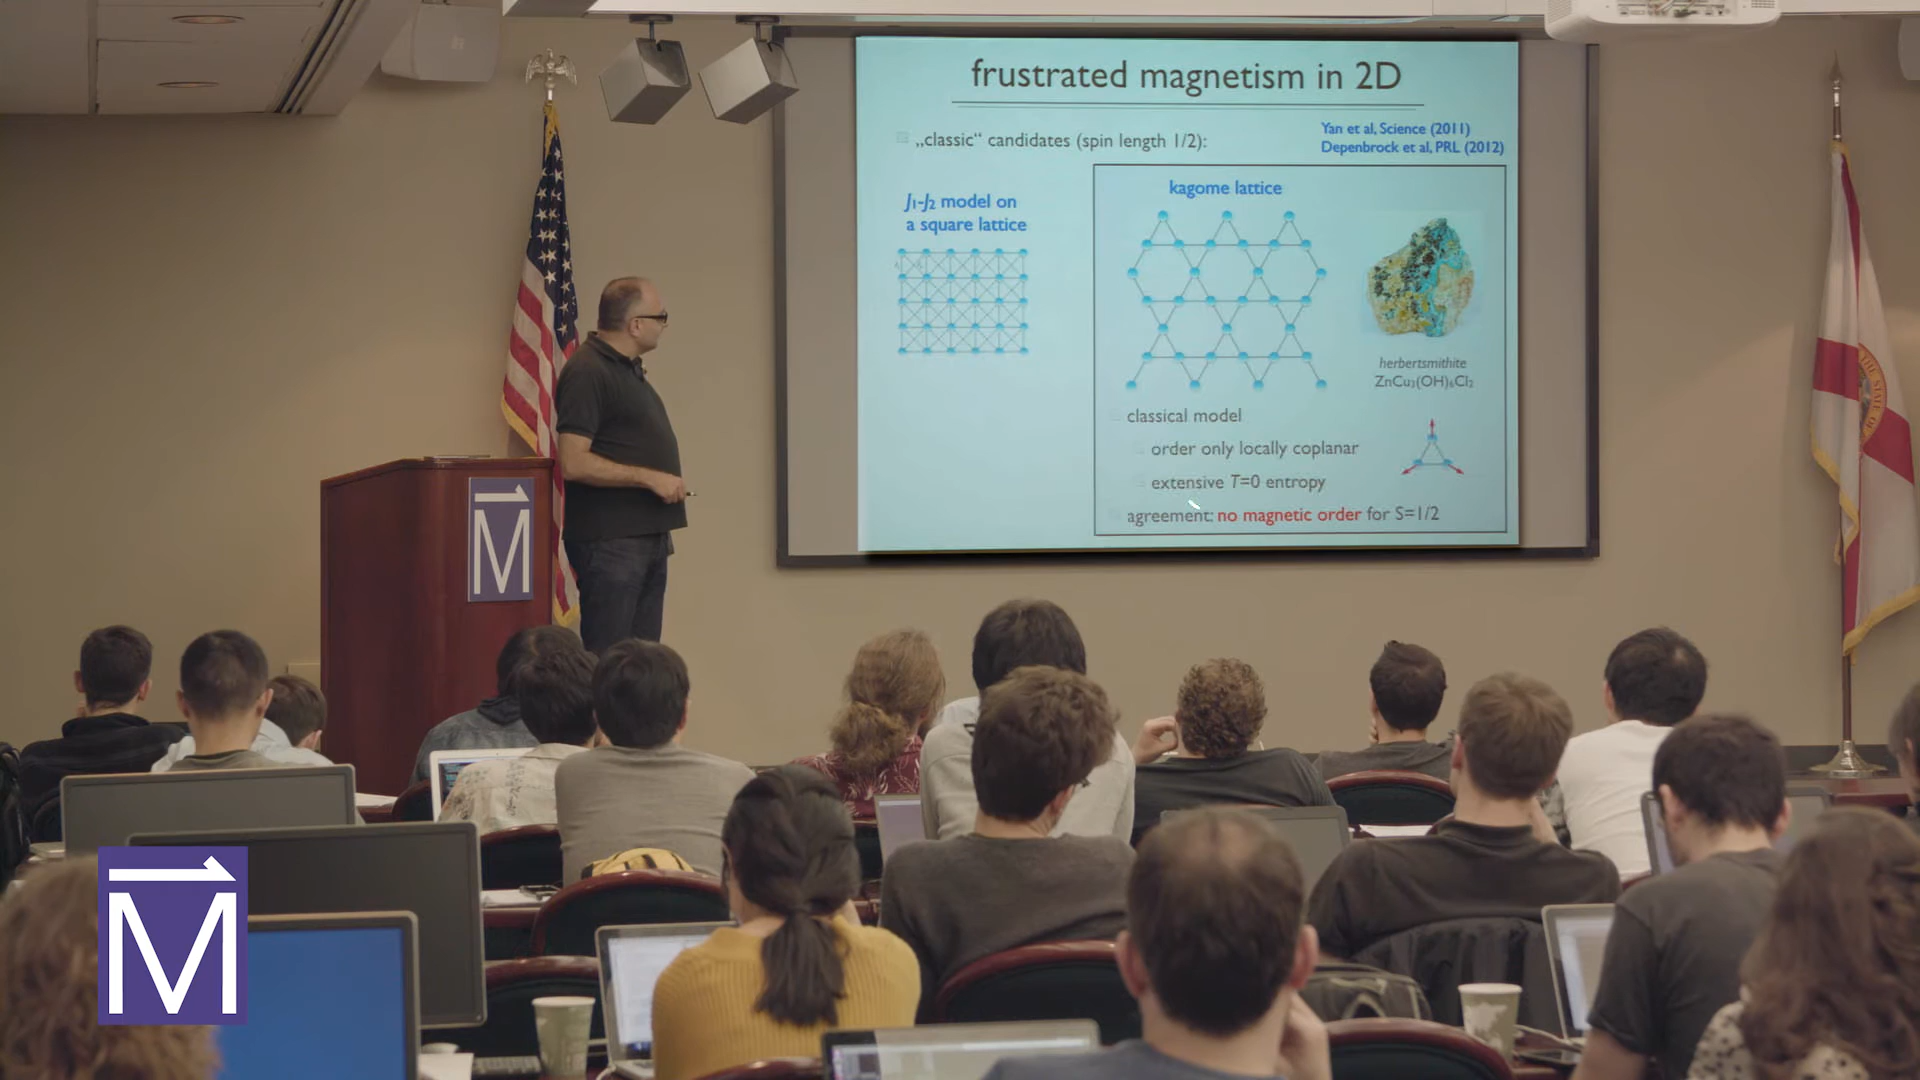 frustrated magnetism in 2D
„classic“ candidates (spin length 1/2):
Yan et al, Science (2011)
Depenbrock et al, PRL (2012)
J₁-J₂ model on
a square lattice
kagome lattice
herbertsmithite
ZnCu₃(OH)₆Cl₂
classical model
order only locally coplanar
extensive T=0 entropy
agreement: no magnetic order for S=1/2
M
M